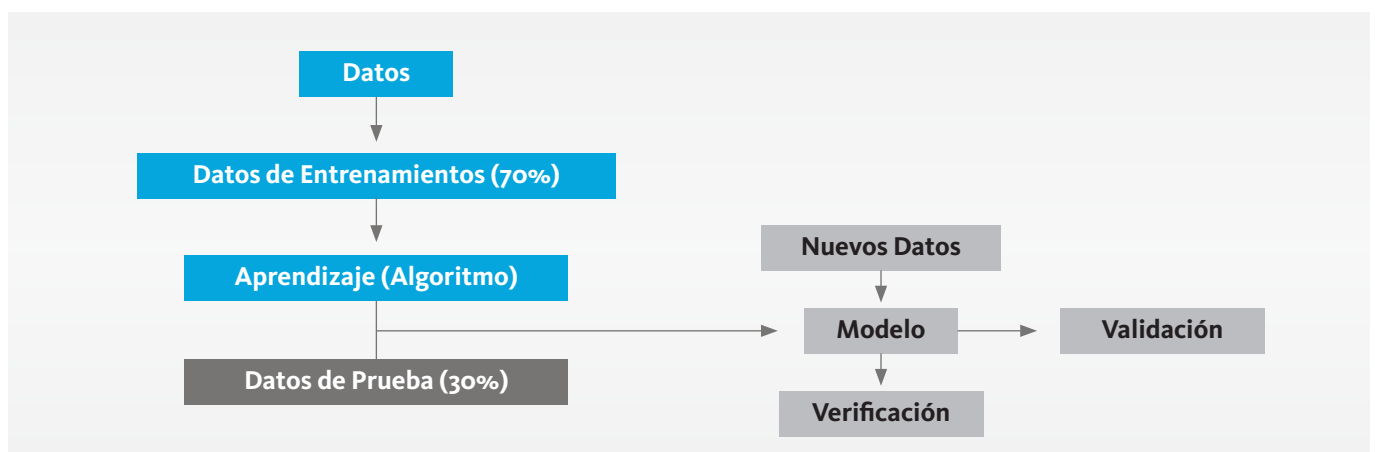 Datos
Datos de Entrenamientos (70%)
Aprendizaje (Algoritmo)
Datos de Prueba (30%)
Nuevos Datos
Modelo
Validación
Verificación